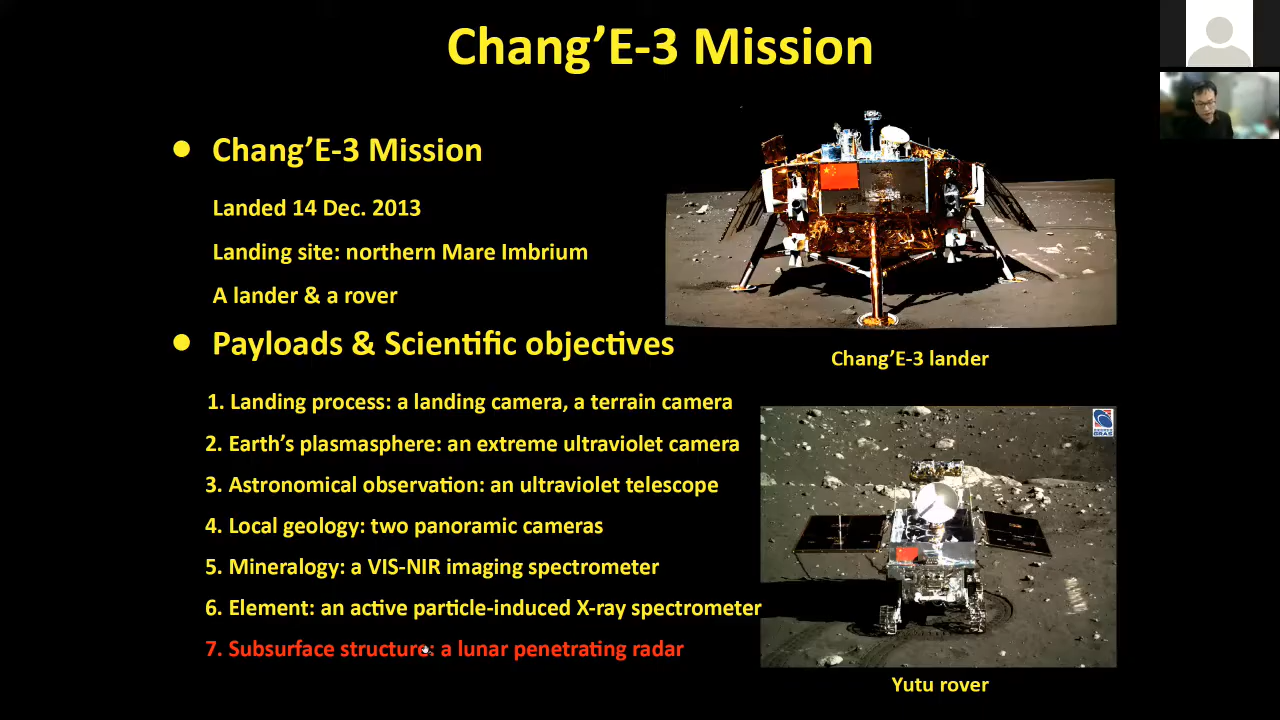 Chang’E-3 Mission
Chang’E-3 Mission
Landed 14 Dec. 2013
Landing site: northern Mare Imbrium
A lander & a rover
Payloads & Scientific objectives
1. Landing process: a landing camera, a terrain camera
2. Earth’s plasmasphere: an extreme ultraviolet camera
3. Astronomical observation: an ultraviolet telescope
4. Local geology: two panoramic cameras
5. Mineralogy: a VIS-NIR imaging spectrometer
6. Element: an active particle-induced X-ray spectrometer
7. Subsurface structure: a lunar penetrating radar
Chang’E-3 lander
Yutu rover